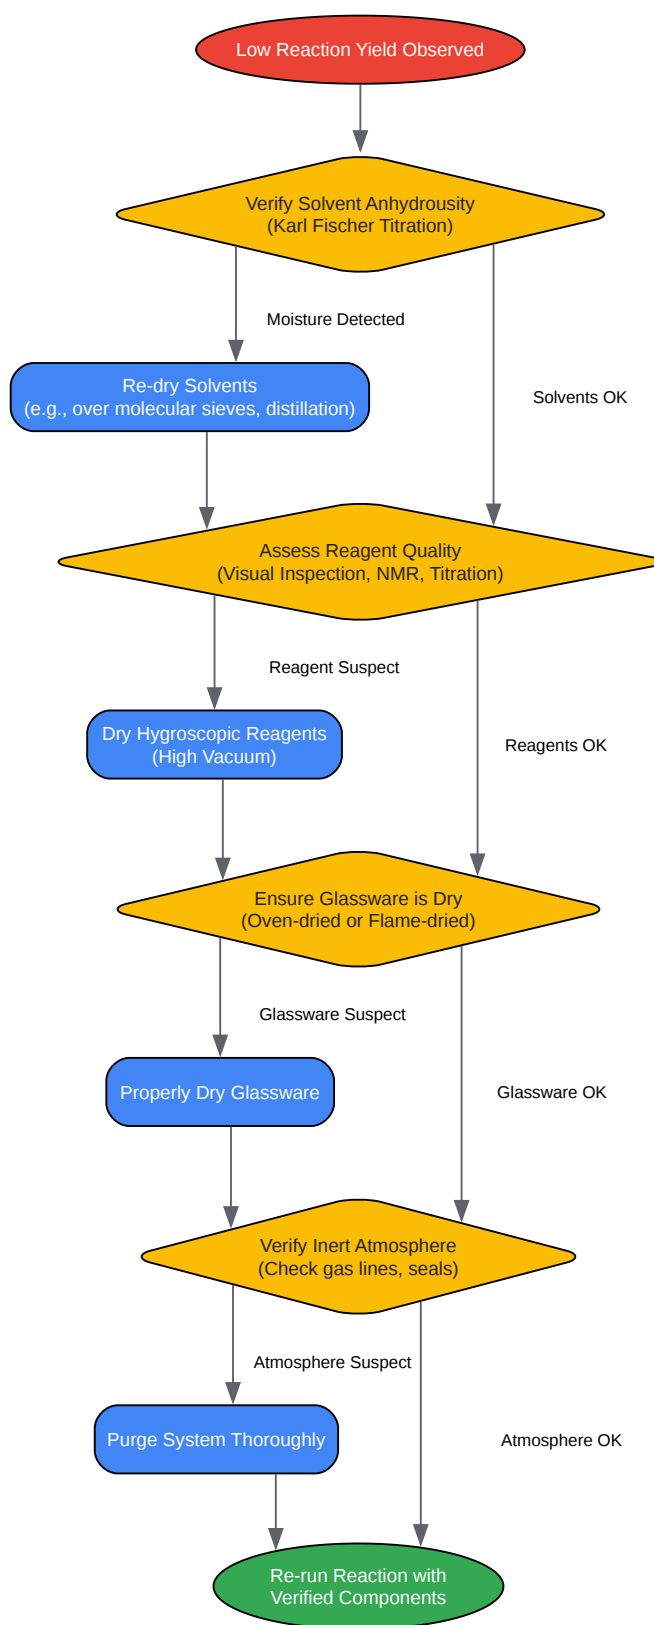 Low Reaction Yield Observed
Verify Solvent Anhydrousity
(Karl Fischer Titration)
Moisture Detected
Re-dry Solvents
(e.g., over molecular sieves, distillation)
Solvents OK
Assess Reagent Quality
(Visual Inspection, NMR, Titration)
Reagent Suspect
Dry Hygroscopic Reagents
(High Vacuum)
Reagents OK
Ensure Glassware is Dry
(Oven-dried or Flame-dried)
Glassware Suspect
Properly Dry Glassware
Glassware OK
Verify Inert Atmosphere
(Check gas lines, seals)
Atmosphere Suspect
Purge System Thoroughly
Atmosphere OK
Re-run Reaction with
Verified Components